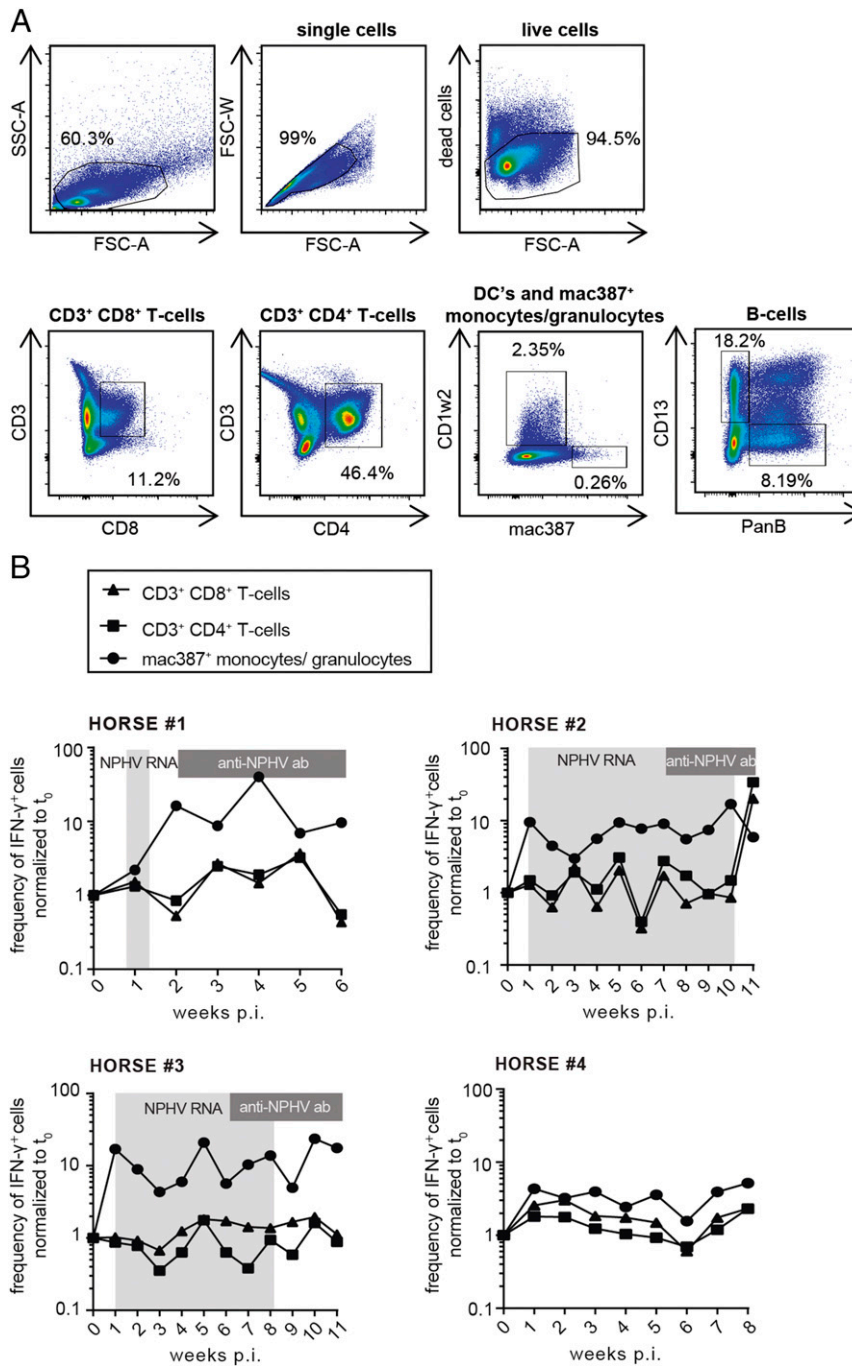 A
single cells
live cells
SSC-A
60.3%
FSC-A
FSC-W
99%
FSC-A
dead cells
94.5%
FSC-A
CD3⁺ CD8⁺ T-cells
CD3
11.2%
CD8
CD3⁺ CD4⁺ T-cells
CD3
46.4%
CD4
DC's and mac387⁺
monocytes/granulocytes
2.35%
CD1w2
0.26%
mac387
B-cells
18.2%
CD13
8.19%
PanB
B
CD3⁺ CD8⁺ T-cells
CD3⁺ CD4⁺ T-cells
mac387⁺ monocytes/ granulocytes
HORSE #1
frequency of IFN-γ⁺cells
normalized to t₀
100
10
1
0.1
NPHV RNA
anti-NPHV ab
0 1 2 3 4 5 6
weeks p.i.
HORSE #2
frequency of IFN-γ⁺cells
normalized to t₀
100
10
1
0.1
NPHV RNA
anti-NPHV ab
0 1 2 3 4 5 6 7 8 9 10 11
weeks p.i.
HORSE #3
frequency of IFN-γ⁺cells
normalized to t₀
100
10
1
0.1
NPHV RNA
anti-NPHV ab
0 1 2 3 4 5 6 7 8 9 10 11
weeks p.i.
HORSE #4
frequency of IFN-γ⁺cells
normalized to t₀
100
10
1
0.1
0 1 2 3 4 5 6 7 8
weeks p.i.